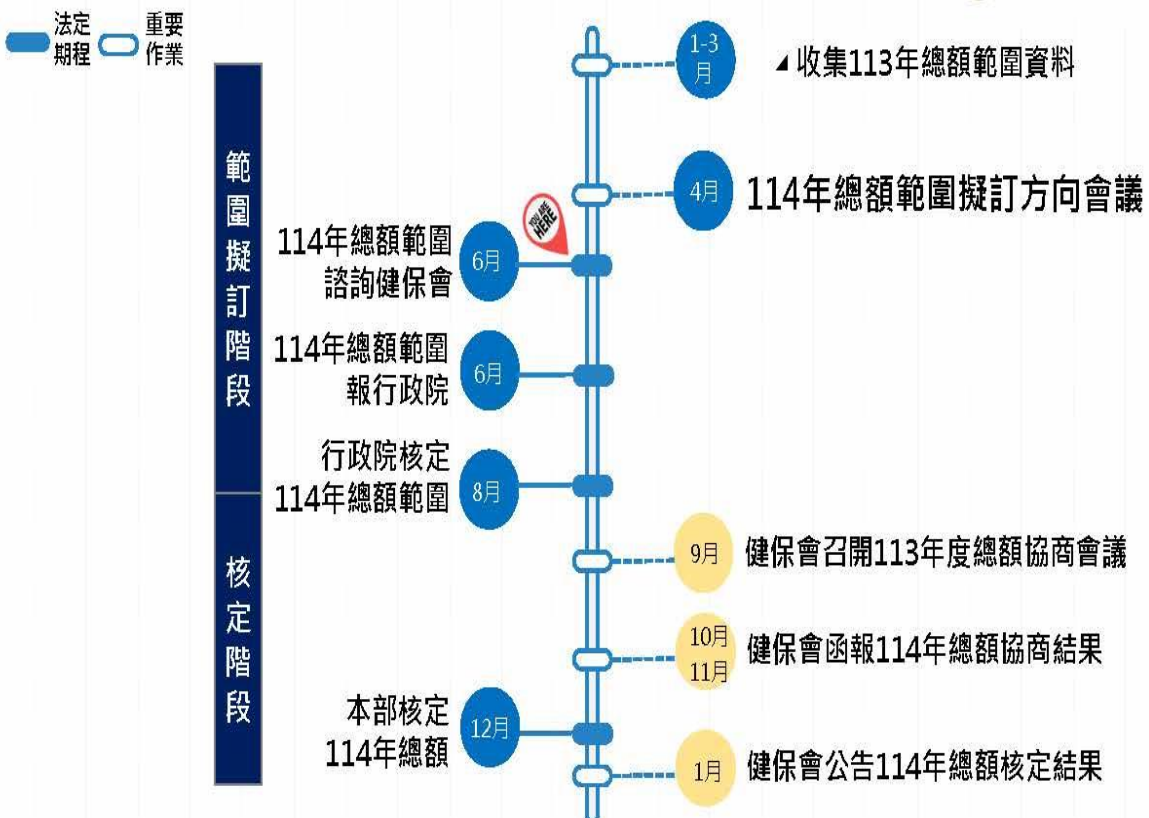 法定
期程
重要
作業
範圍擬訂階段
核定階段
1-3
月
收集113年總額範圍資料
4月
114年總額範圍擬訂方向會議
YOU ARE
HERE
114年總額範圍
諮詢健保會
6月
114年總額範圍
報行政院
6月
行政院核定
114年總額範圍
8月
9月
健保會召開113年度總額協商會議
10月
11月
健保會函報114年總額協商結果
本部核定
114年總額
12月
1月
健保會公告114年總額核定結果